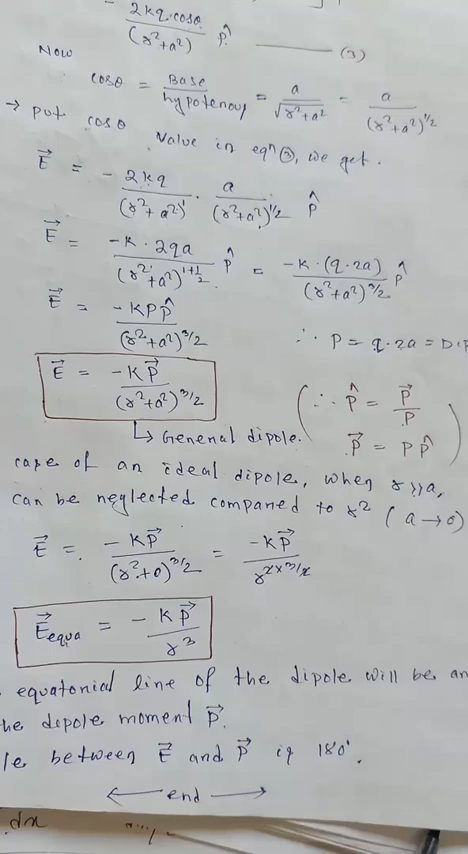 - 2kq.cosθ / (r²+a²) p̂. ——— (3)
Now
cosθ = Base / hypotenous = a / √r²+a² = a / (r²+a²)^1/2
→ put cosθ Value in eqn ③, we get.
E⃗ = - 2kq / (r²+a²)¹ . a / (r²+a²)^1/2 p̂
E⃗ = -K . 2qa / (r²+a²)^1+1/2 p̂ = -K.(q.2a) / (r²+a²)^3/2 p̂
E⃗ = -KPp̂ / (r²+a²)^3/2 ∴ P = q.2a = Dip
E⃗ = -Kp⃗ / (r²+a²)^3/2 (∴ p̂ = p⃗ / P
↳ General dipole. p⃗ = Pp̂)
case of an ideal dipole, when r>>a,
can be neglected compared to r² (a→0)
E⃗ = -Kp⃗ / (r²+0)^3/2 = -Kp⃗ / r^2×3/2
E⃗equa = - Kp⃗ / r³
equatorial line of the dipole will be an
the dipole moment p⃗.
le between E⃗ and p⃗ is 180°.
← end →